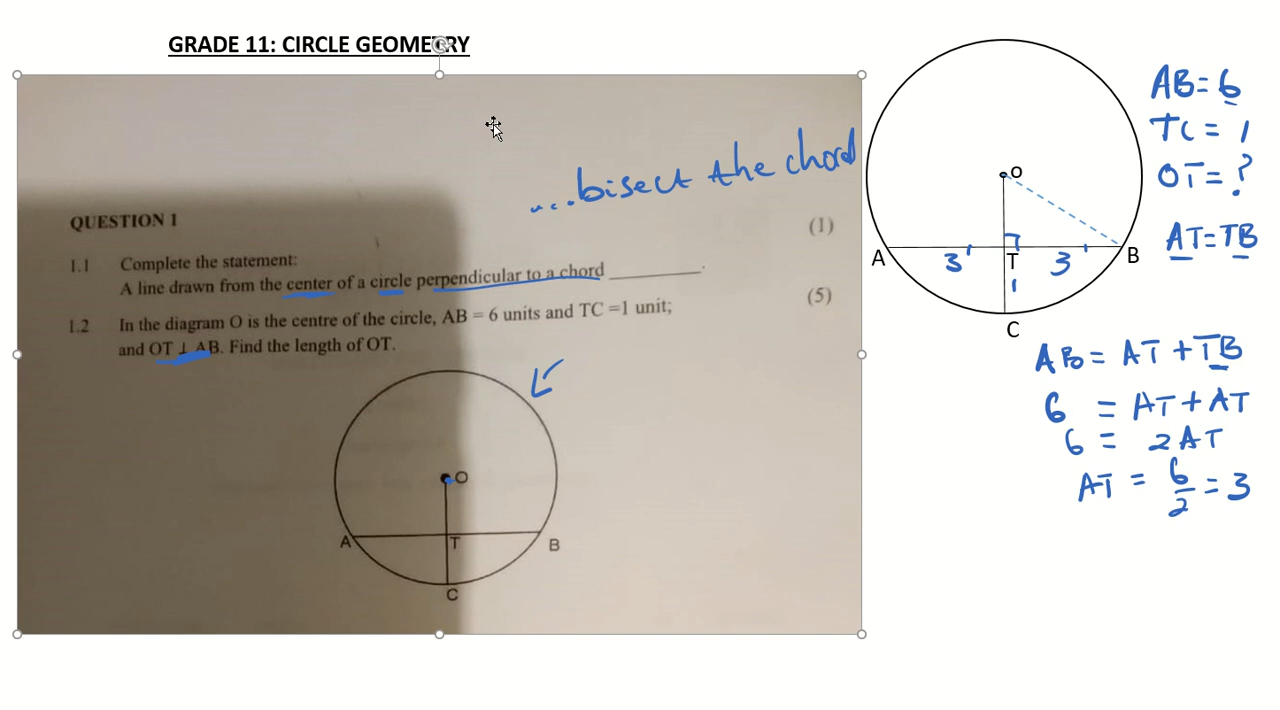 GRADE 11: CIRCLE GEOMETRY
...bisect the chord
QUESTION 1
(1)
1.1 Complete the statement:
A line drawn from the center of a circle perpendicular to a chord ________.
1.2 In the diagram O is the centre of the circle, AB = 6 units and TC =1 unit;
(5)
and OT ⊥ AB. Find the length of OT.
O
A
T
B
C
O
A
3
T
3
B
1
C
AB = 6
TC = 1
OT = ?
AT = TB
AB = AT + TB
6 = AT + AT
6 = 2AT
AT = 6/2 = 3